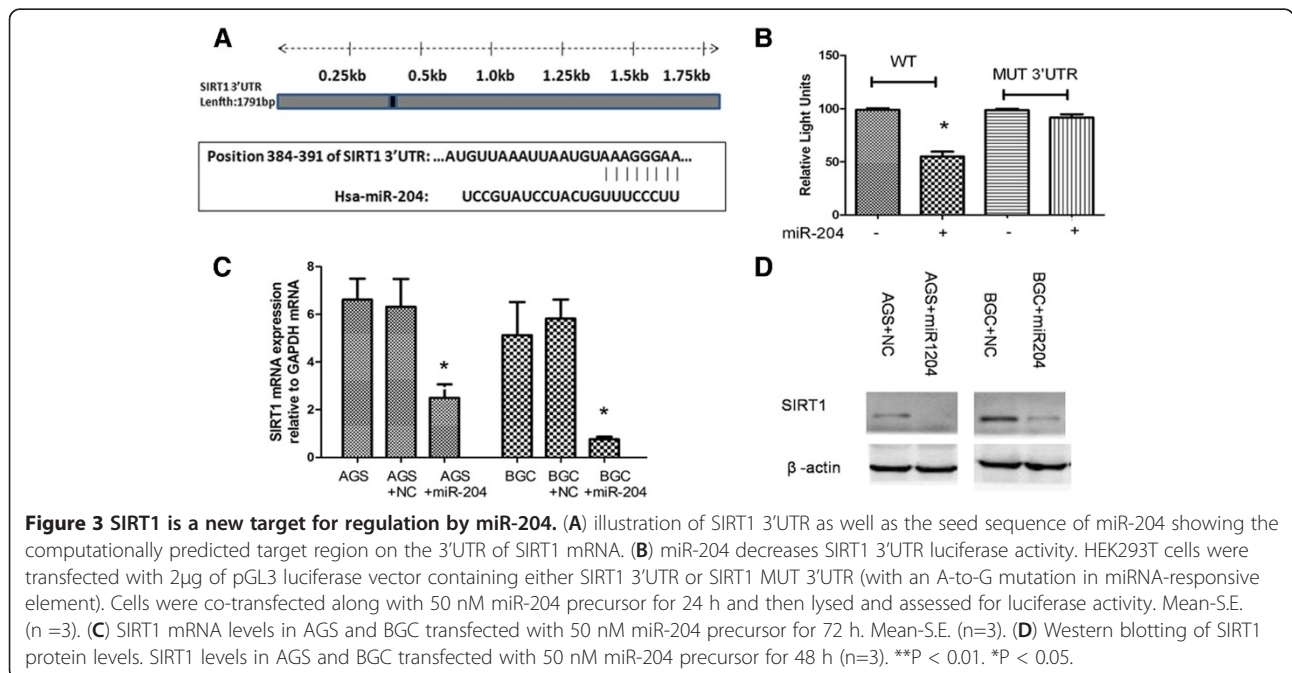 A
0.25kb 0.5kb 1.0kb 1.25kb 1.5kb 1.75kb
SIRT1 3'UTR
Lenfth:1791bp
Position 384-391 of SIRT1 3'UTR: ...AUGUUAAAUUAAUGUAAAGGGAA...
Hsa-miR-204: UCCGUAUCCUACUGUUUCCCUU
B
Relative Light Units
150
100
50
0
WT
*
MUT 3'UTR
miR-204 - + - +
C
SIRT1 mRNA expression
relative to GAPDH mRNA
8
6
4
2
0
*
*
AGS AGS +NC AGS +miR-204 BGC BGC +NC BGC +miR-204
D
AGS+NC
AGS+miR1204
BGC+NC
BGC+miR204
SIRT1
β -actin
Figure 3 SIRT1 is a new target for regulation by miR-204. (A) illustration of SIRT1 3'UTR as well as the seed sequence of miR-204 showing the
computationally predicted target region on the 3'UTR of SIRT1 mRNA. (B) miR-204 decreases SIRT1 3'UTR luciferase activity. HEK293T cells were
transfected with 2μg of pGL3 luciferase vector containing either SIRT1 3'UTR or SIRT1 MUT 3'UTR (with an A-to-G mutation in miRNA-responsive
element). Cells were co-transfected along with 50 nM miR-204 precursor for 24 h and then lysed and assessed for luciferase activity. Mean-S.E.
(n =3). (C) SIRT1 mRNA levels in AGS and BGC transfected with 50 nM miR-204 precursor for 72 h. Mean-S.E. (n=3). (D) Western blotting of SIRT1
protein levels. SIRT1 levels in AGS and BGC transfected with 50 nM miR-204 precursor for 48 h (n=3). **P < 0.01. *P < 0.05.